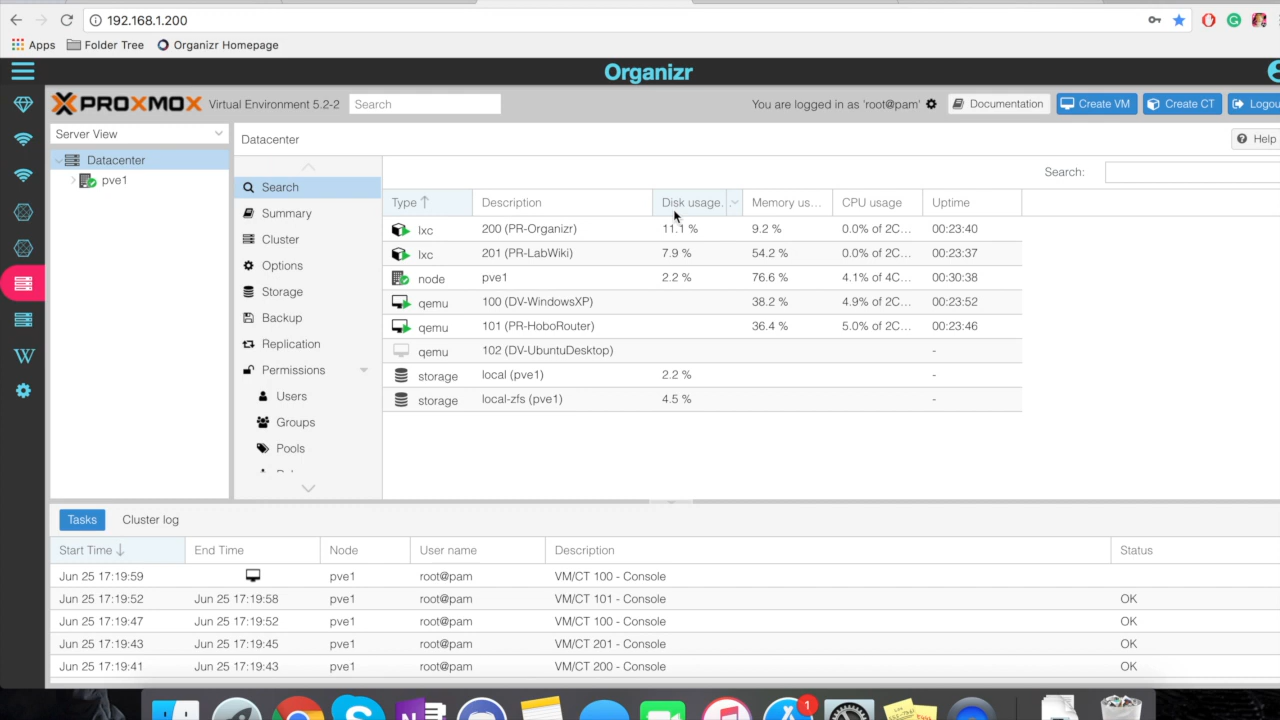 192.168.1.200
Apps Folder Tree Organizr Homepage
Organizr
PROXMOX Virtual Environment 5.2-2 Search You are logged in as 'root@pam' Documentation Create VM Create CT Logou
Server View Datacenter Help
Datacenter
pve1
Search:
Search
Summary
Cluster
Options
Storage
Backup
Replication
Permissions
Users
Groups
Pools
Type Description Disk usage. Memory us... CPU usage Uptime
lxc 200 (PR-Organizr) 11.1 % 9.2 % 0.0% of 2C... 00:23:40
lxc 201 (PR-LabWiki) 7.9 % 54.2 % 0.0% of 2C... 00:23:37
node pve1 2.2 % 76.6 % 4.1% of 4C... 00:30:38
qemu 100 (DV-WindowsXP) 38.2 % 4.9% of 2C... 00:23:52
qemu 101 (PR-HoboRouter) 36.4 % 5.0% of 2C... 00:23:46
qemu 102 (DV-UbuntuDesktop) -
storage local (pve1) 2.2 % -
storage local-zfs (pve1) 4.5 % -
Tasks Cluster log
Start Time End Time Node User name Description Status
Jun 25 17:19:59 pve1 root@pam VM/CT 100 - Console
Jun 25 17:19:52 Jun 25 17:19:58 pve1 root@pam VM/CT 101 - Console OK
Jun 25 17:19:47 Jun 25 17:19:52 pve1 root@pam VM/CT 100 - Console OK
Jun 25 17:19:43 Jun 25 17:19:45 pve1 root@pam VM/CT 201 - Console OK
Jun 25 17:19:41 Jun 25 17:19:43 pve1 root@pam VM/CT 200 - Console OK
1